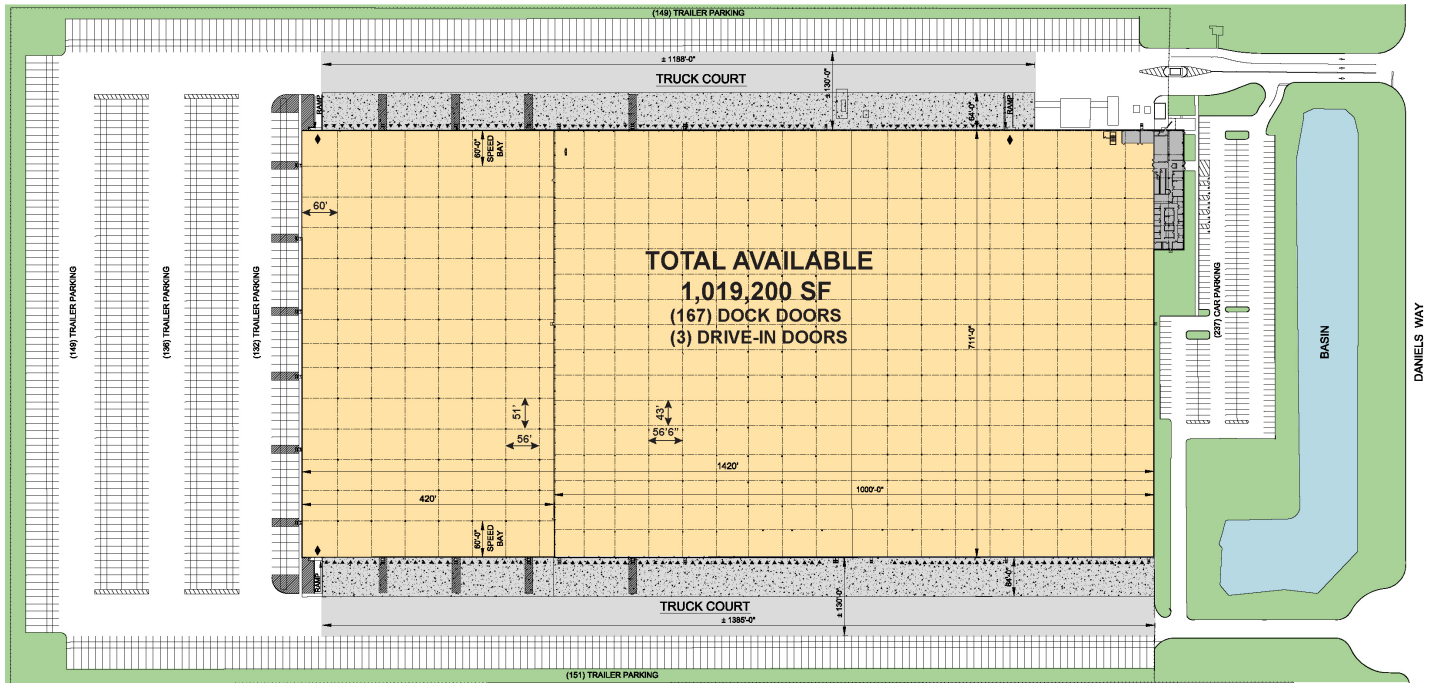 (149) TRAILER PARKING
± 1188'-0"
TRUCK COURT
± 130'-0"
RAMP
64'-0"
RAMP
60'-0"
SPEED
BAY
60'
TOTAL AVAILABLE
1,019,200 SF
(167) DOCK DOORS
(3) DRIVE-IN DOORS
(149) TRAILER PARKING
(136) TRAILER PARKING
(132) TRAILER PARKING
711'-0"
(237) CAR PARKING
BASIN
DANIELS WAY
51'
56'
43'
56'6"
1420'
420'
1000'-0"
60'-0"
SPEED
BAY
RAMP
64'-0"
TRUCK COURT
± 130'-0"
± 1385'-0"
(151) TRAILER PARKING